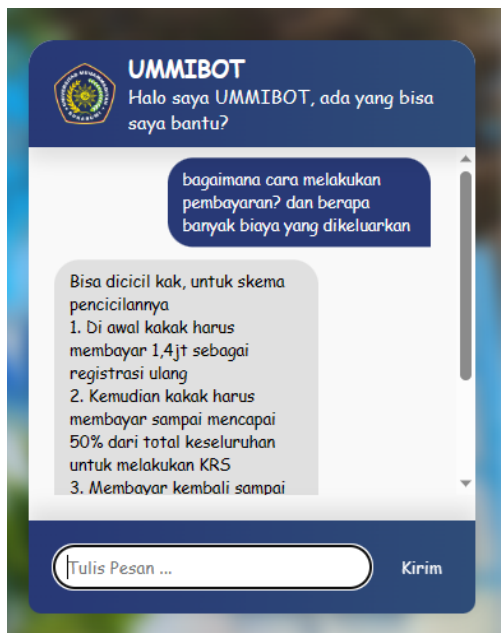 UMMIBOT
Halo saya UMMIBOT, ada yang bisa
saya bantu?
bagaimana cara melakukan
pembayaran? dan berapa
banyak biaya yang dikeluarkan
Bisa dicicil kak, untuk skema
pencicilannya
1. Di awal kakak harus
membayar 1,4jt sebagai
registrasi ulang
2. Kemudian kakak harus
membayar sampai mencapai
50% dari total keseluruhan
untuk melakukan KRS
3. Membayar kembali sampai
Tulis Pesan ...
Kirim